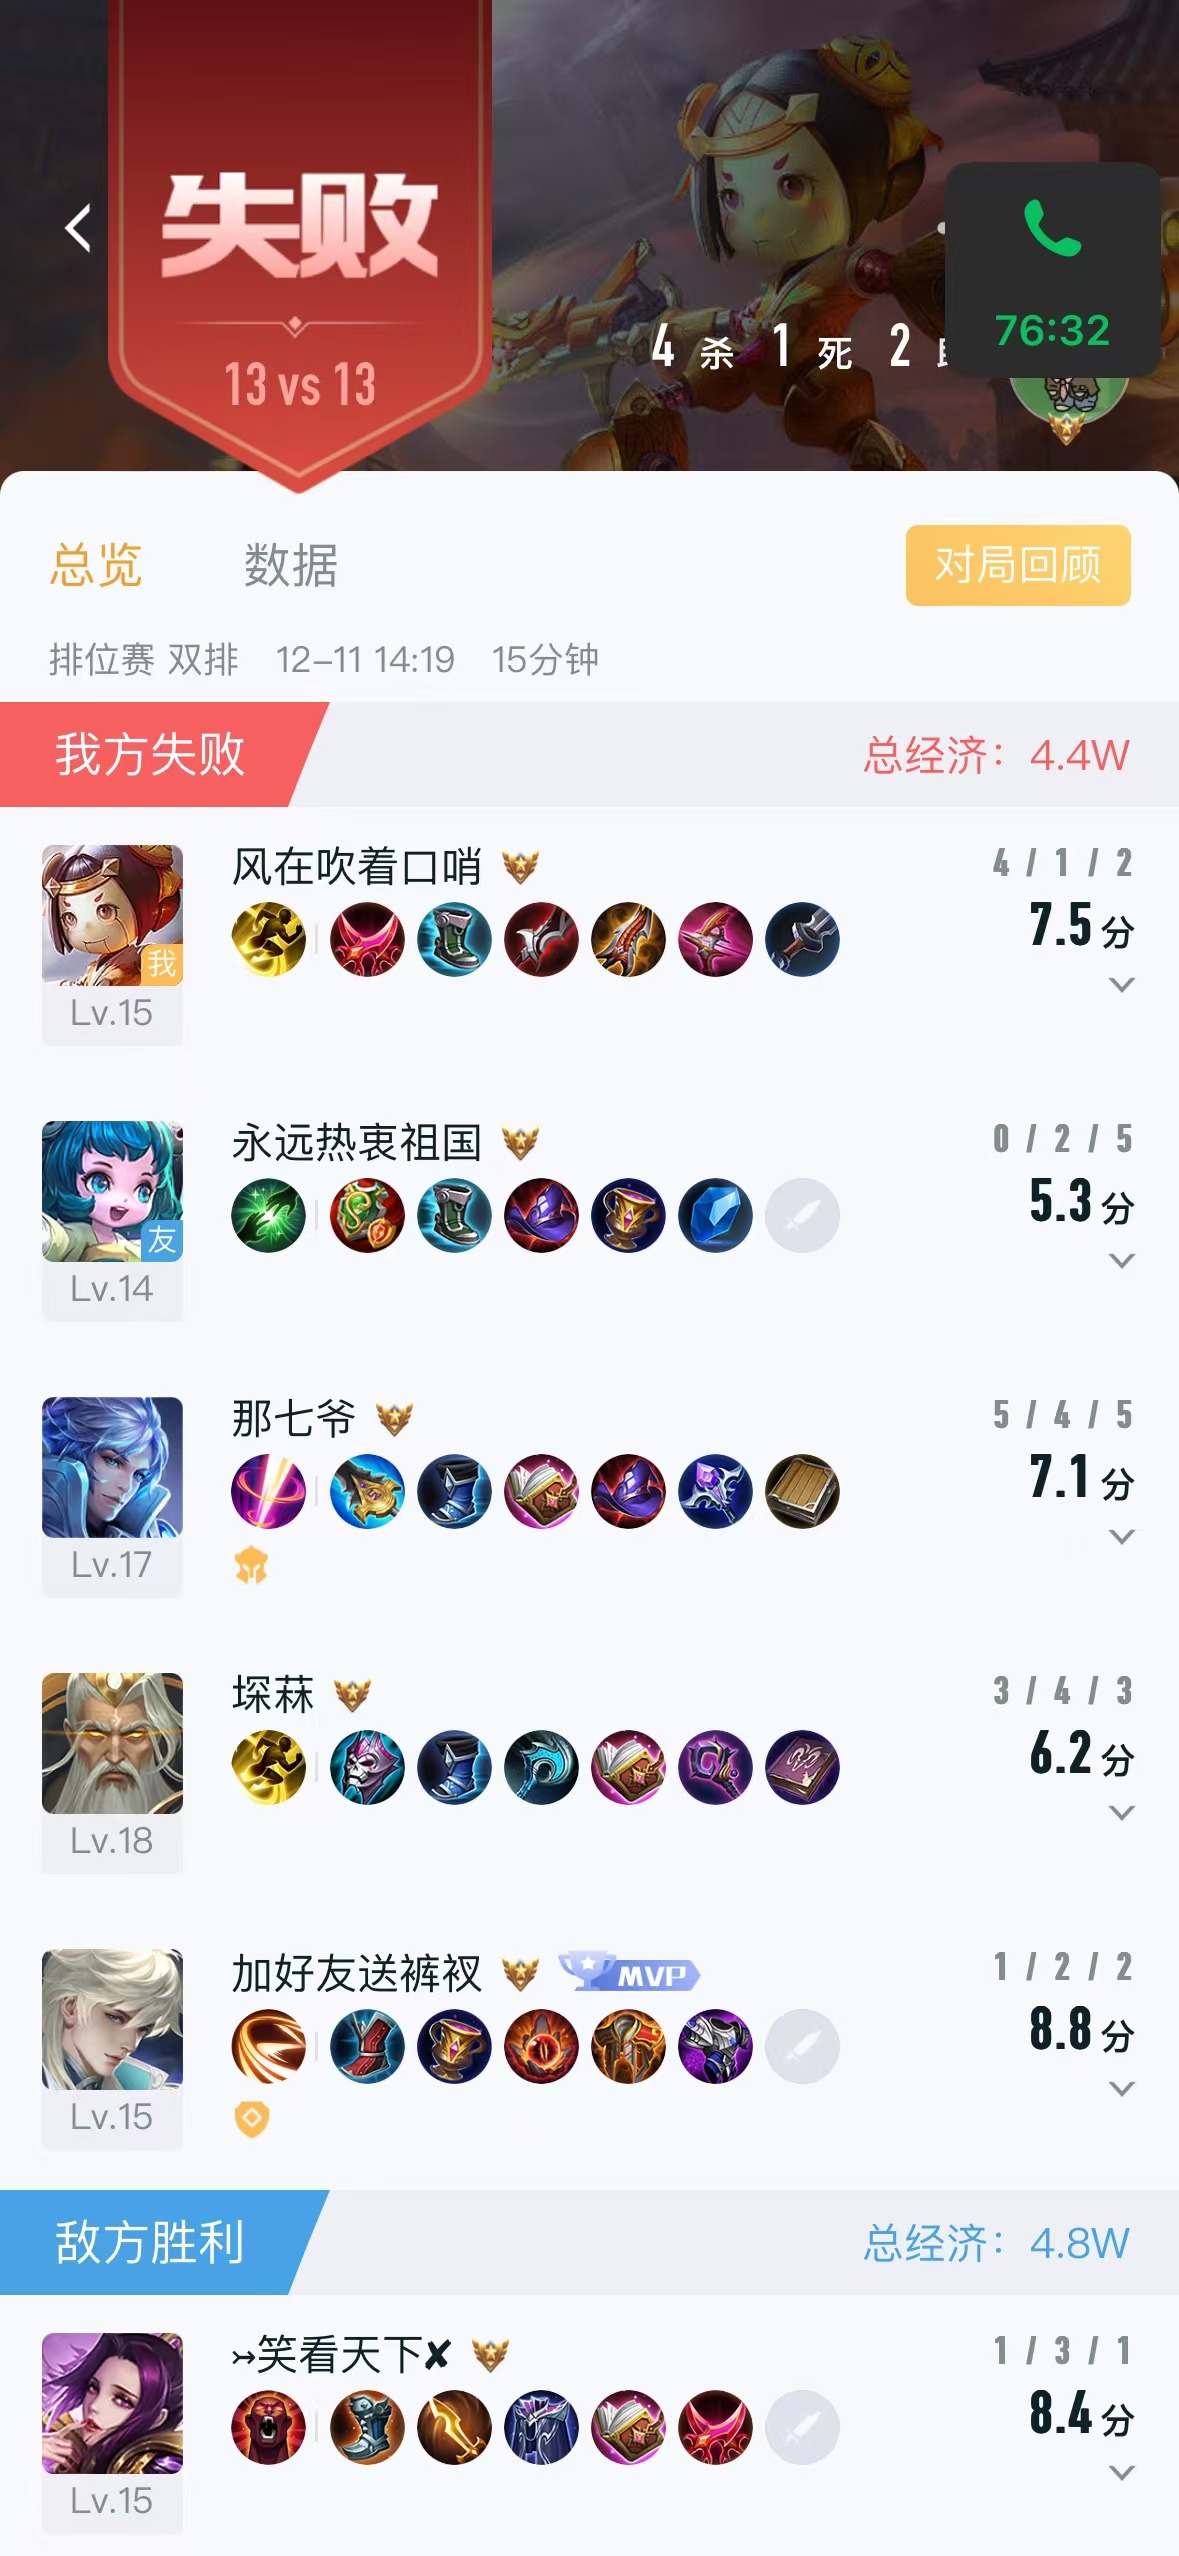 失败
13 vs 13
4 杀 1 死 2
76:32
总览 数据 对局回顾
排位赛 双排 12-11 14:19 15分钟
我方失败 总经济：4.4W
风在吹着口哨 4 / 1 / 2
7.5分
我
Lv.15
永远热衷祖国 0 / 2 / 5
5.3分
友
Lv.14
那七爷 5 / 4 / 5
7.1分
Lv.17
3 / 4 / 3
6.2分
Lv.18
加好友送裤衩 MVP 1 / 2 / 2
8.8分
Lv.15
敌方胜利 总经济：4.8W
↣笑看天下✘ 1 / 3 / 1
8.4分
Lv.15